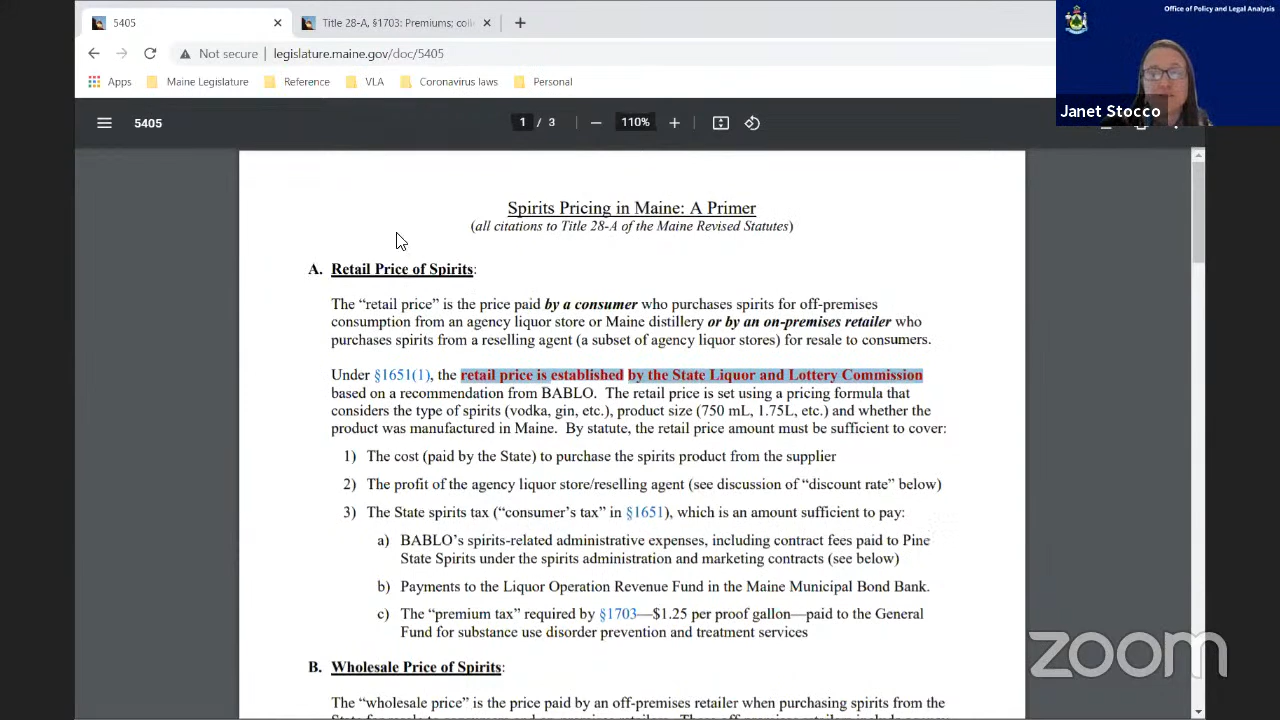 5405
Title 28-A, §1703: Premiums; coll
Office of Policy and Legal Analysis
Not secure
legislature.maine.gov/doc/5405
Apps
Maine Legislature
Reference
VLA
Coronavirus laws
Personal
Janet Stocco
5405
1 / 3
110%
Spirits Pricing in Maine: A Primer
(all citations to Title 28-A of the Maine Revised Statutes)
A. Retail Price of Spirits:
The “retail price” is the price paid by a consumer who purchases spirits for off-premises
consumption from an agency liquor store or Maine distillery or by an on-premises retailer who
purchases spirits from a reselling agent (a subset of agency liquor stores) for resale to consumers.
Under §1651(1), the retail price is established by the State Liquor and Lottery Commission
based on a recommendation from BABLO. The retail price is set using a pricing formula that
considers the type of spirits (vodka, gin, etc.), product size (750 mL, 1.75L, etc.) and whether the
product was manufactured in Maine. By statute, the retail price amount must be sufficient to cover:
1) The cost (paid by the State) to purchase the spirits product from the supplier
2) The profit of the agency liquor store/reselling agent (see discussion of “discount rate” below)
3) The State spirits tax (“consumer’s tax” in §1651), which is an amount sufficient to pay:
a) BABLO’s spirits-related administrative expenses, including contract fees paid to Pine
State Spirits under the spirits administration and marketing contracts (see below)
b) Payments to the Liquor Operation Revenue Fund in the Maine Municipal Bond Bank.
c) The “premium tax” required by §1703—$1.25 per proof gallon—paid to the General
Fund for substance use disorder prevention and treatment services
zoom
B. Wholesale Price of Spirits:
The “wholesale price” is the price paid by an off-premises retailer when purchasing spirits from the